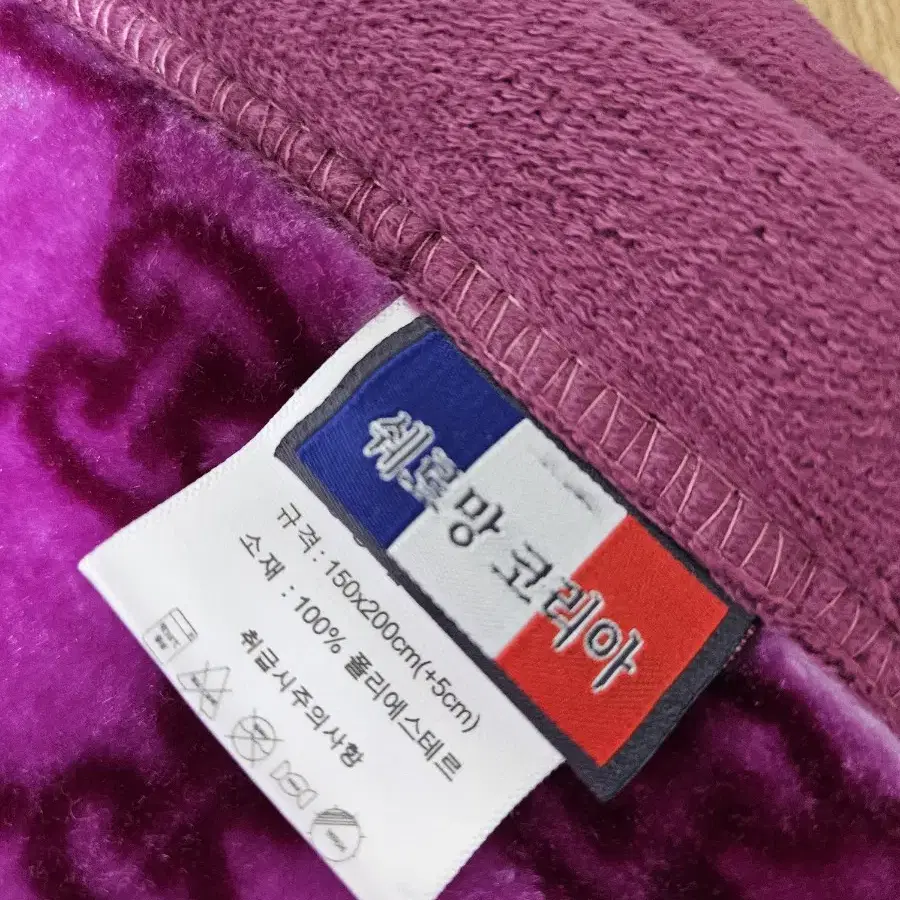 쉐르망 코리아
규격 : 150x200cm(+5cm)
소재 : 100% 폴리에스테르
취급시주의사항